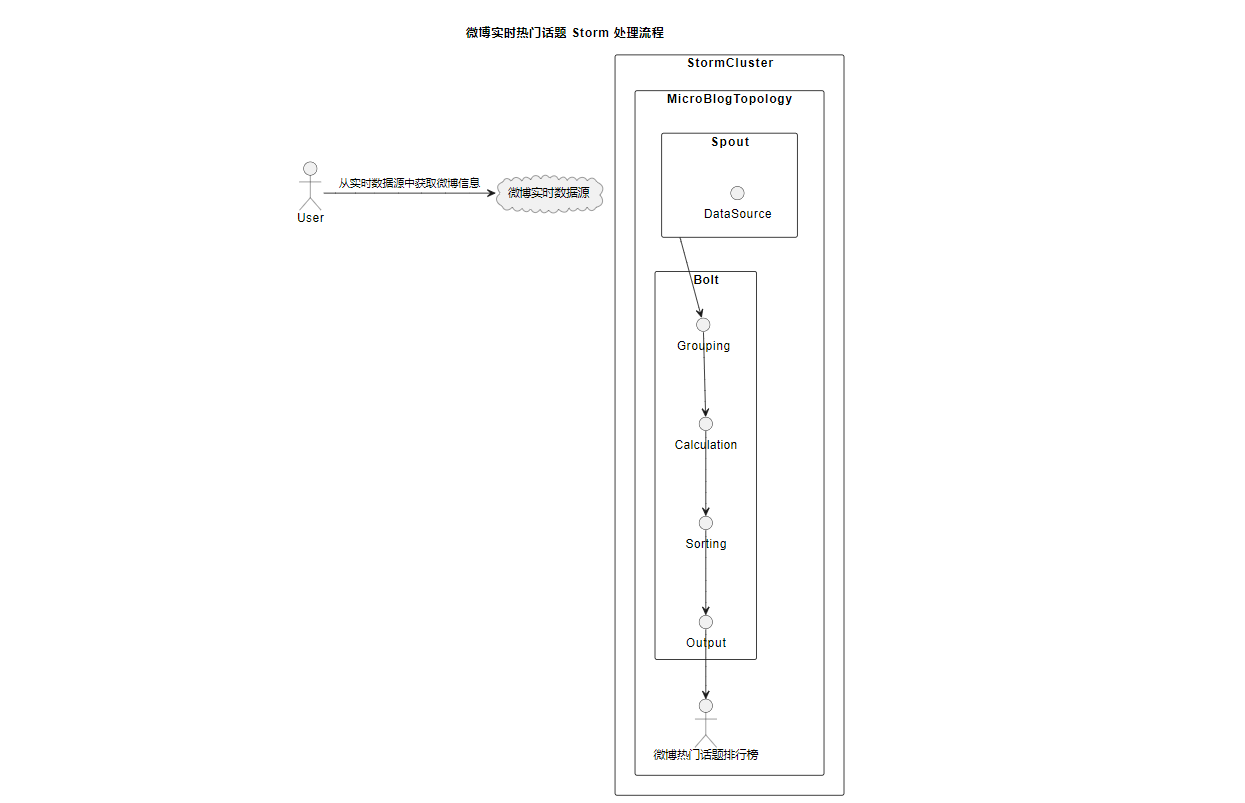 微博实时热门话题 Storm 处理流程
StormCluster
MicroBlogTopology
Spout
DataSource
User
从实时数据源中获取微博信息
微博实时数据源
Bolt
Grouping
Calculation
Sorting
Output
微博热门话题排行榜